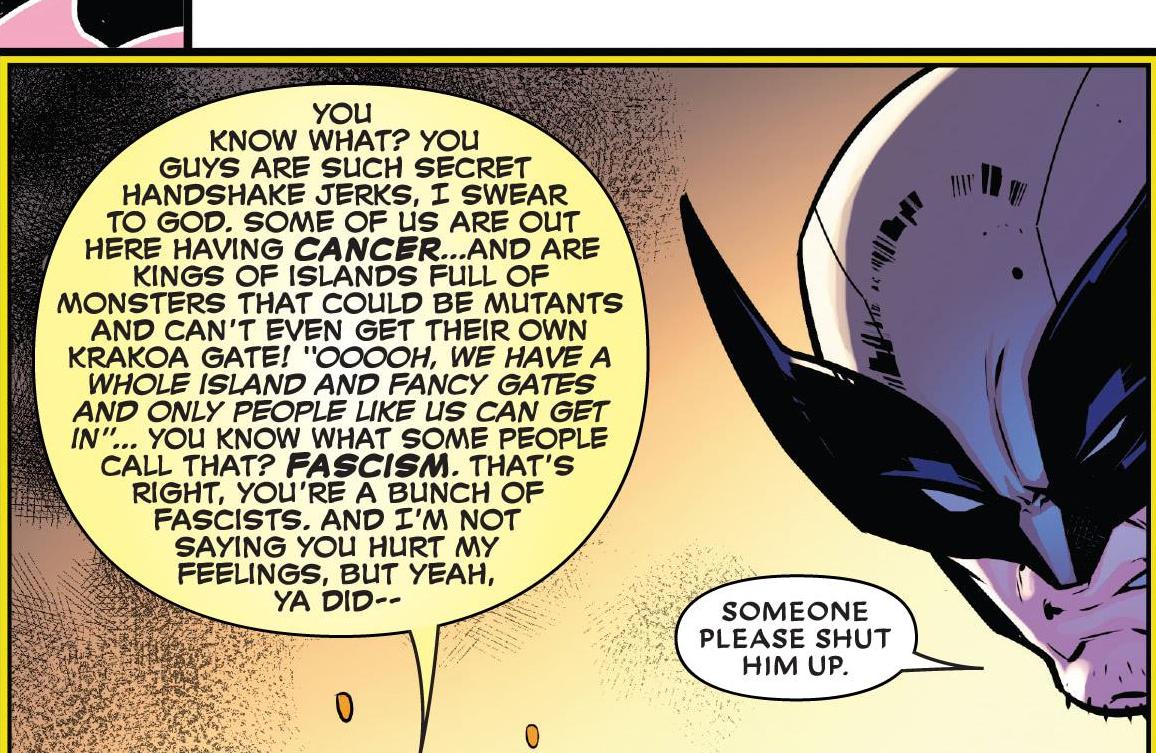 YOU
KNOW WHAT? YOU
GUYS ARE SUCH SECRET
HANDSHAKE JERKS, I SWEAR
TO GOD. SOME OF US ARE OUT
HERE HAVING CANCER...AND ARE
KINGS OF ISLANDS FULL OF
MONSTERS THAT COULD BE MUTANTS
AND CAN'T EVEN GET THEIR OWN
KRAKOA GATE! "OOOOH, WE HAVE A
WHOLE ISLAND AND FANCY GATES
AND ONLY PEOPLE LIKE US CAN GET
IN"... YOU KNOW WHAT SOME PEOPLE
CALL THAT? FASCISM. THAT'S
RIGHT, YOU'RE A BUNCH OF
FASCISTS. AND I'M NOT
SAYING YOU HURT MY
FEELINGS, BUT YEAH,
YA DID--
SOMEONE
PLEASE SHUT
HIM UP.